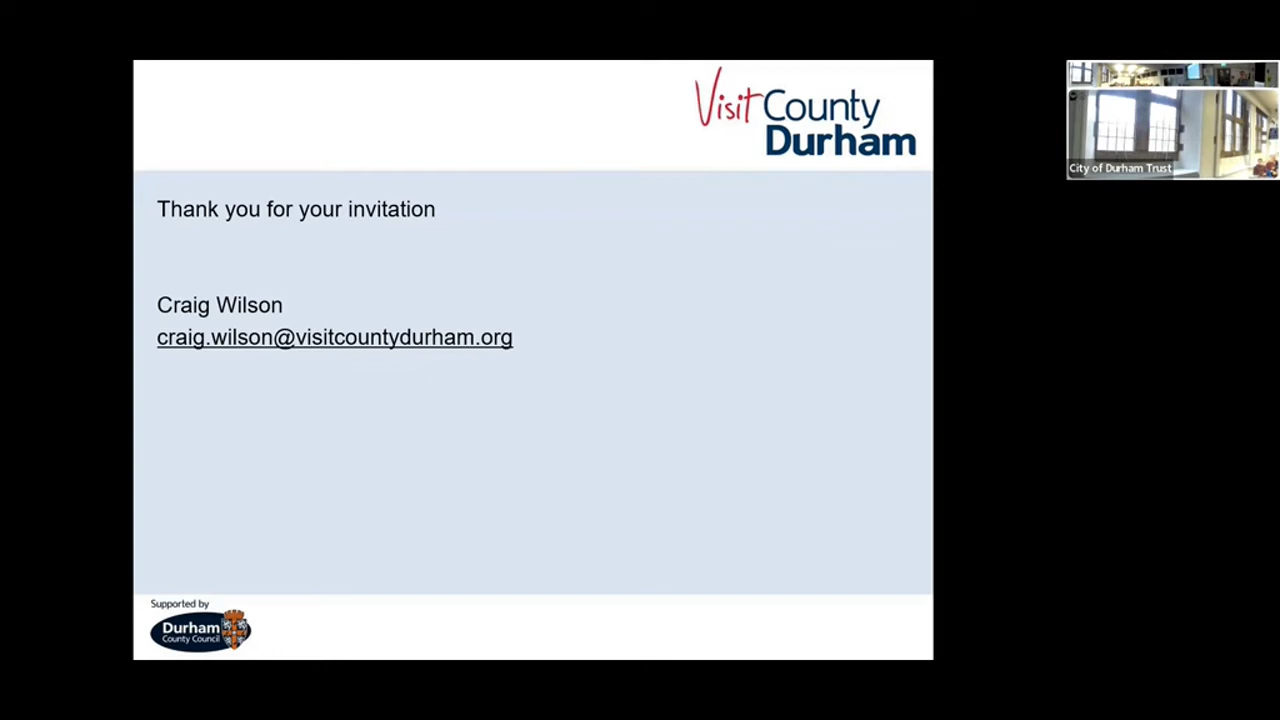 Visit County
Durham
City of Durham Trust
Thank you for your invitation
Craig Wilson
craig.wilson@visitcountydurham.org
Supported by
Durham
County Council